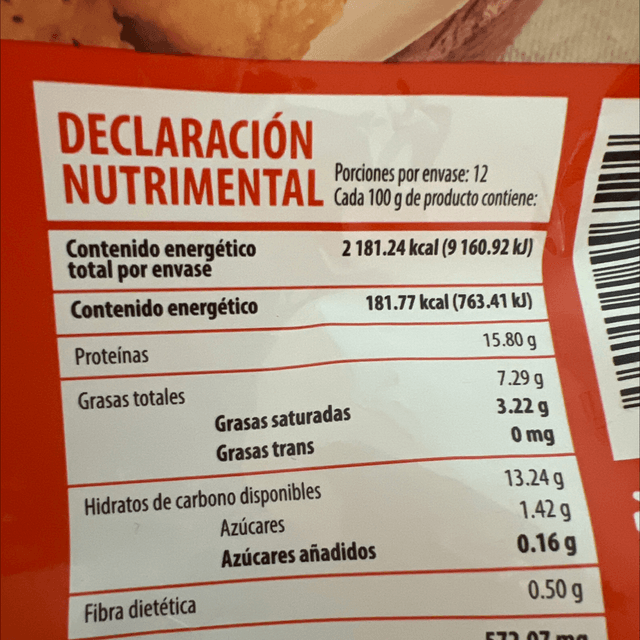 DECLARACIÓN
NUTRIMENTAL
Porciones por envase: 12
Cada 100 g de producto contiene:
Contenido energético
total por envase
2 181.24 kcal (9 160.92 kJ)
Contenido energético 181.77 kcal (763.41 kJ)
Proteínas 15.80 g
Grasas totales 7.29 g
Grasas saturadas 3.22 g
Grasas trans 0 mg
Hidratos de carbono disponibles 13.24 g
Azúcares 1.42 g
Azúcares añadidos 0.16 g
Fibra dietética 0.50 g
572.07 mg